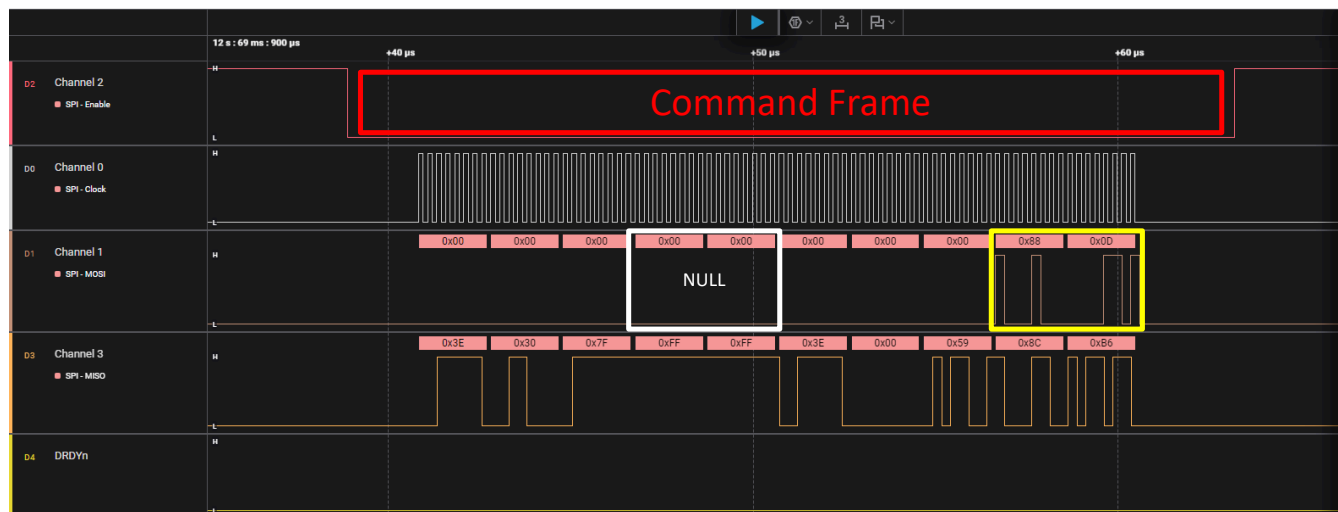 12 s : 69 ms : 900 µs
+40 µs
+50 µs
+60 µs
3
D2 Channel 2
SPI - Enable
H
L
Command Frame
D0 Channel 0
SPI - Clock
H
L
D1 Channel 1
SPI - MOSI
H
L
0x00 0x00 0x00 0x00 0x00 0x00 0x00 0x00 0x88 0x0D
NULL
D3 Channel 3
SPI - MISO
H
L
0x3E 0x30 0x7F 0xFF 0xFF 0x3E 0x00 0x59 0x8C 0xB6
D4 DRDYn
H
L